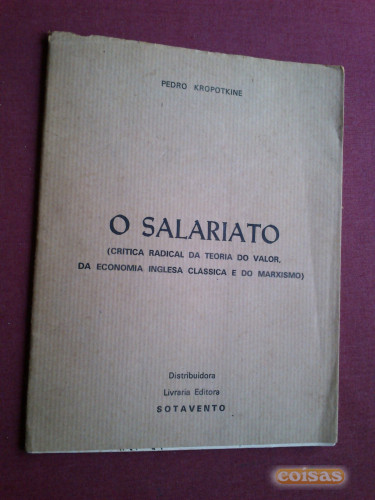 PEDRO KROPOTKINE
O SALARIATO
(CRITICA RADICAL DA TEORIA DO VALOR,
DA ECONOMIA INGLESA CLÁSSICA E DO MARXISMO)
Distribuidora
Livraria Editora
SOTAVENTO
coisas